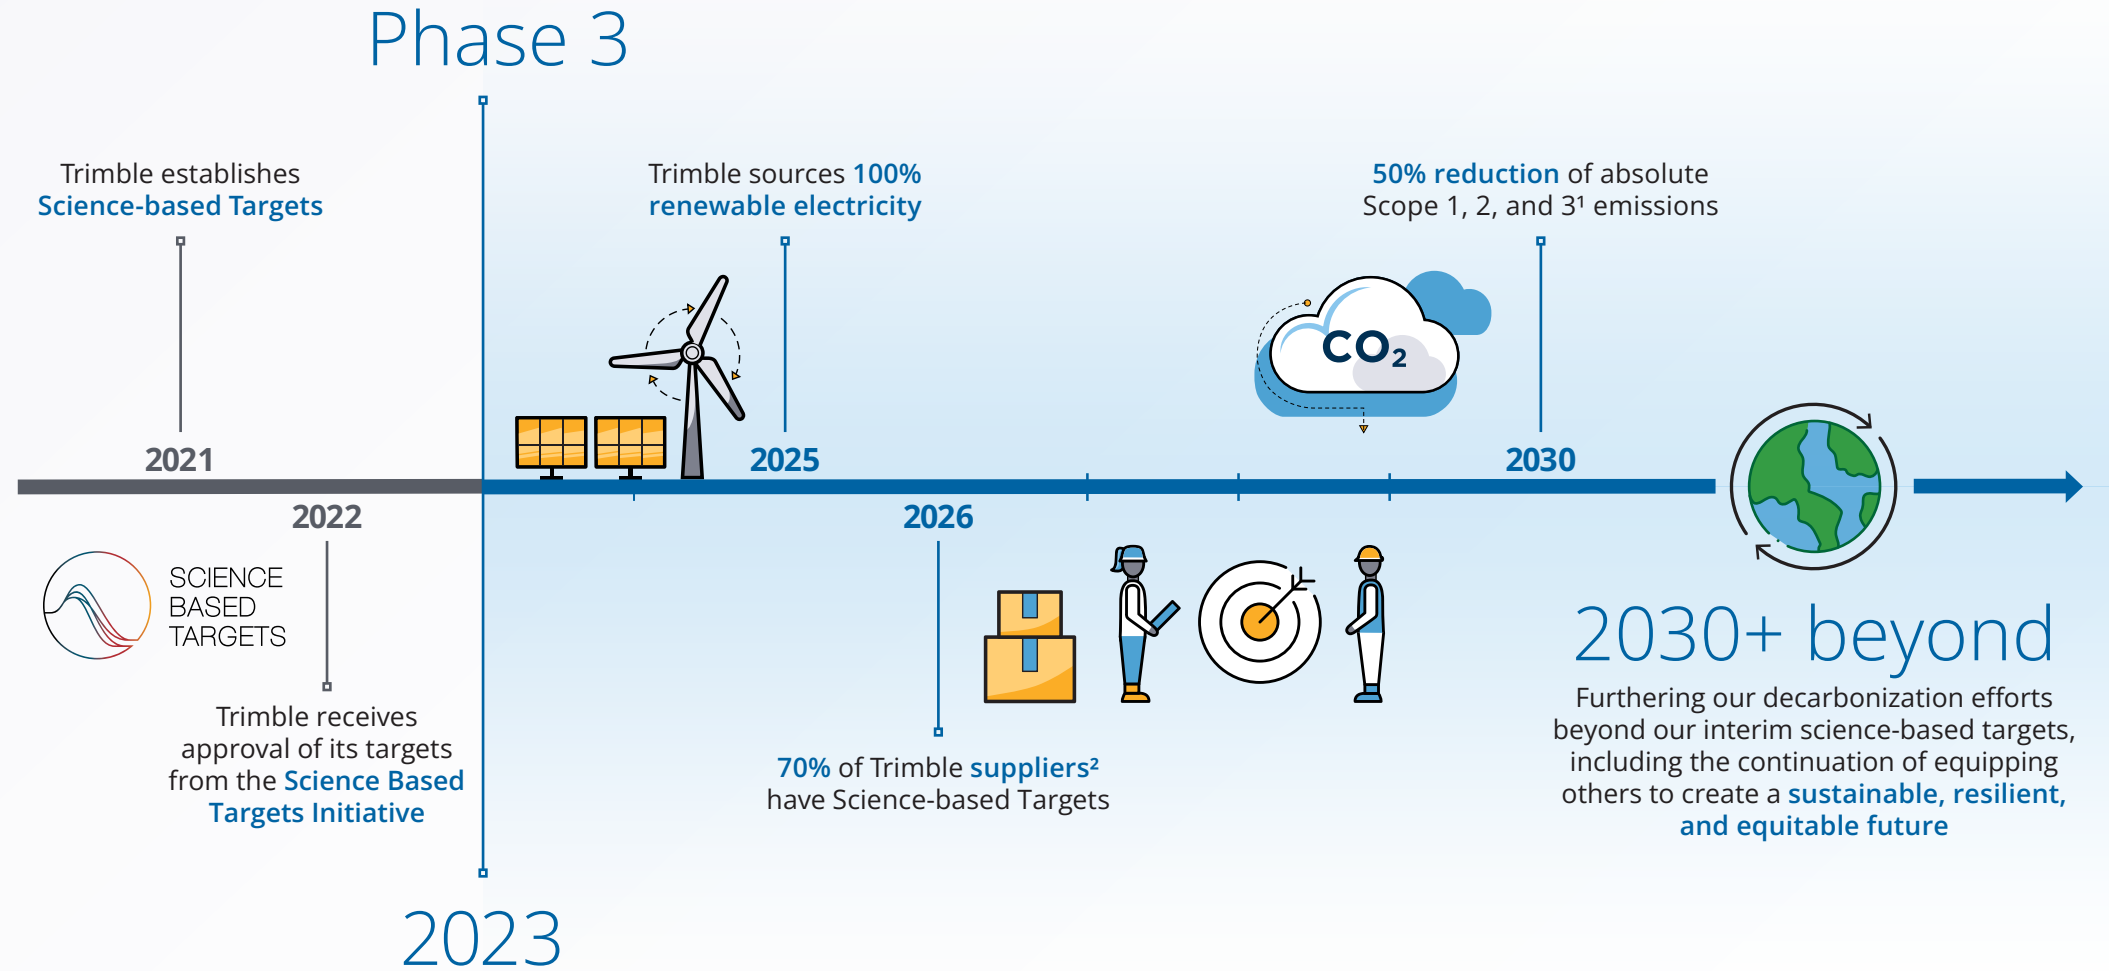 Phase 3
Trimble establishes
Science-based Targets
Trimble sources 100%
renewable electricity
50% reduction of absolute
Scope 1, 2, and 3¹ emissions
CO₂
2021
2025
2030
2022
2026
SCIENCE
BASED
TARGETS
Trimble receives
approval of its targets
from the Science Based
Targets Initiative
70% of Trimble suppliers²
have Science-based Targets
2030+ beyond
Furthering our decarbonization efforts
beyond our interim science-based targets,
including the continuation of equipping
others to create a sustainable, resilient,
and equitable future
2023